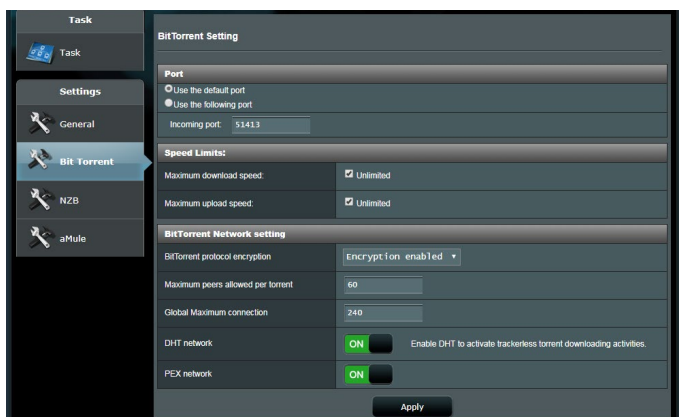 Task
Task
Settings
General
Bit Torrent
NZB
aMule
BitTorrent Setting
Port
Use the default port
Use the following port
Incoming port: 51413
Speed Limits:
Maximum download speed: Unlimited
Maximum upload speed: Unlimited
BitTorrent Network setting
BitTorrent protocol encryption Encryption enabled
Maximum peers allowed per torrent 60
Global Maximum connection 240
DHT network ON Enable DHT to activate trackerless torrent downloading activities.
PEX network ON
Apply